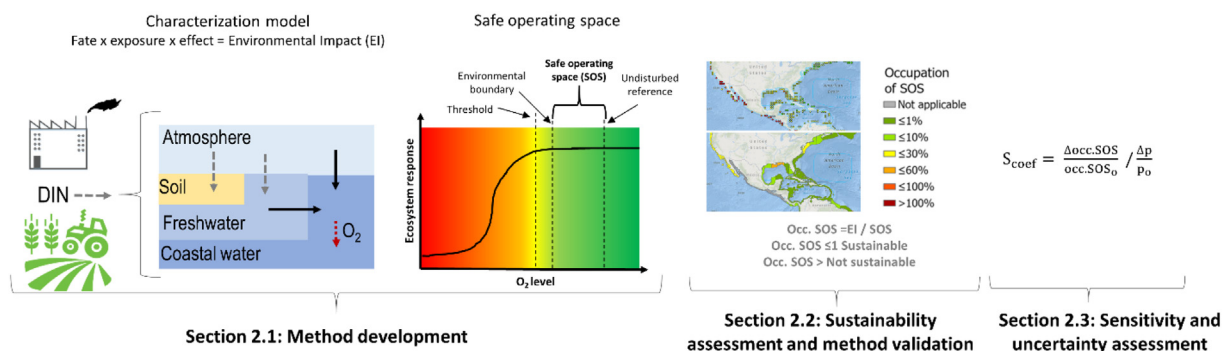 Characterization model
Fate x exposure x effect = Environmental Impact (EI)
DIN
Atmosphere
Soil
Freshwater
Coastal water
O₂
Safe operating space
Environmental
boundary
Threshold
Safe operating
space (SOS)
Undisturbed
reference
Ecosystem response
O₂ level
Section 2.1: Method development
Occupation
of SOS
Not applicable
≤1%
≤10%
≤30%
≤60%
≤100%
>100%
Occ. SOS =EI / SOS
Occ. SOS ≤1 Sustainable
Occ. SOS > Not sustainable
Section 2.2: Sustainability
assessment and method validation
S_coef = Δocc.SOS/occ.SOS₀ / Δp/p₀
Section 2.3: Sensitivity and
uncertainty assessment